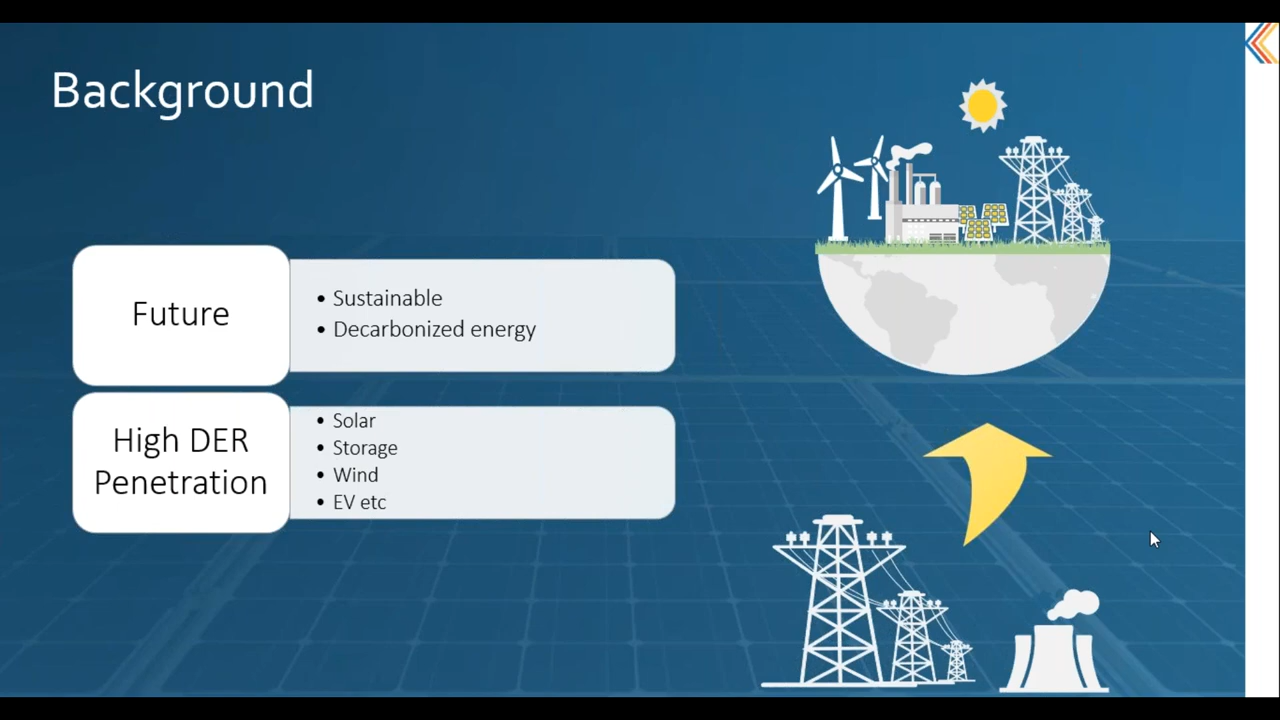 Background
Future
• Sustainable
• Decarbonized energy
High DER
Penetration
• Solar
• Storage
• Wind
• EV etc